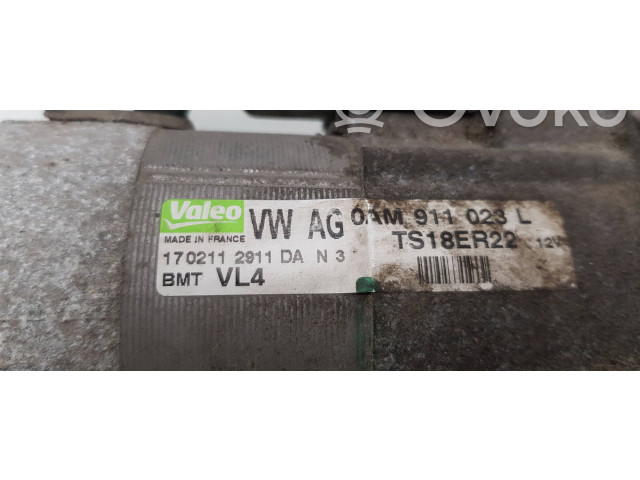 OVOKO
Valeo VW AG 0AM 911 023 L
MADE IN FRANCE TS18ER22 12V
170211 2911 DA N 3
BMT VL4